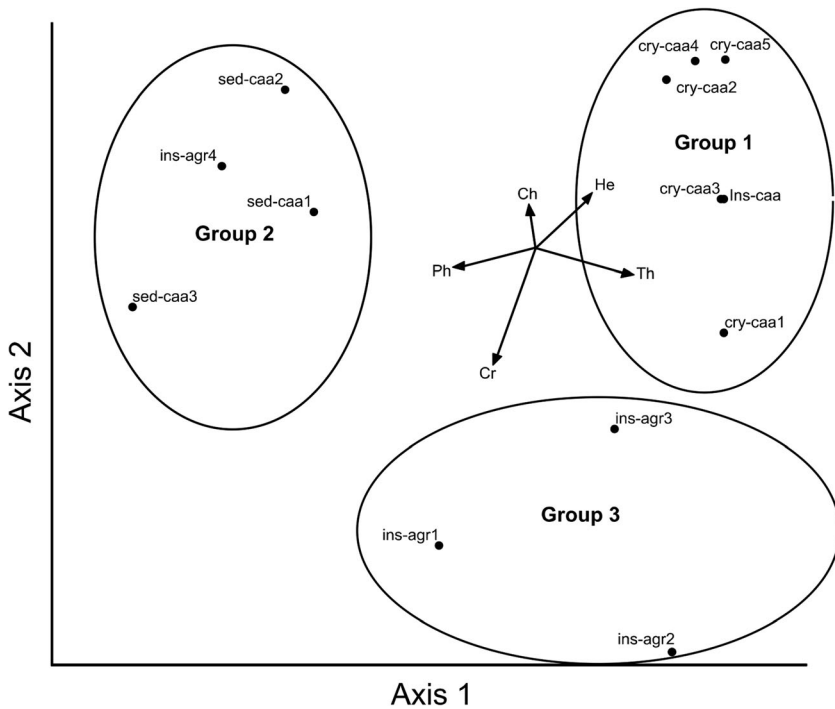 cry-caa4 cry-caa5
sed-caa2
cry-caa2
Group 1
ins-agr4
cry-caa3 Ins-caa
He
Ch
sed-caa1
Group 2
Ph
Th
sed-caa3
cry-caa1
Cr
Axis 2
ins-agr3
Group 3
ins-agr1
ins-agr2
Axis 1